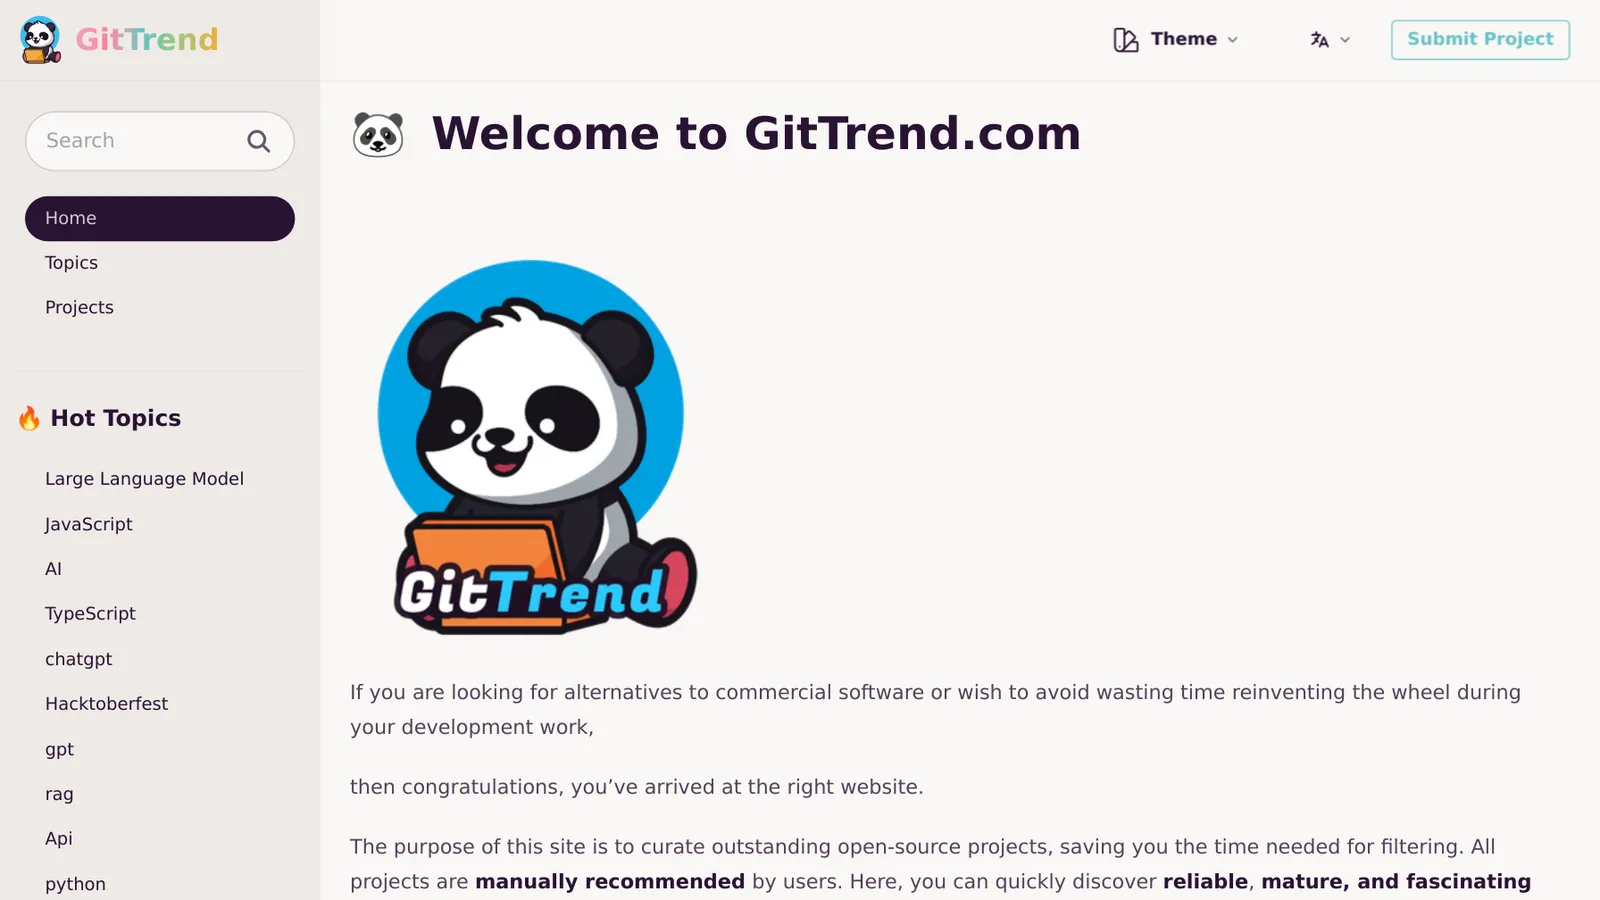 GitTrend
Theme
Submit Project
Search
Home
Topics
Projects
🔥 Hot Topics
Large Language Model
JavaScript
AI
TypeScript
chatgpt
Hacktoberfest
gpt
rag
Api
python
🐼 Welcome to GitTrend.com
GitTrend
If you are looking for alternatives to commercial software or wish to avoid wasting time reinventing the wheel during
your development work,
then congratulations, you’ve arrived at the right website.
The purpose of this site is to curate outstanding open-source projects, saving you the time needed for filtering. All
projects are manually recommended by users. Here, you can quickly discover reliable, mature, and fascinating